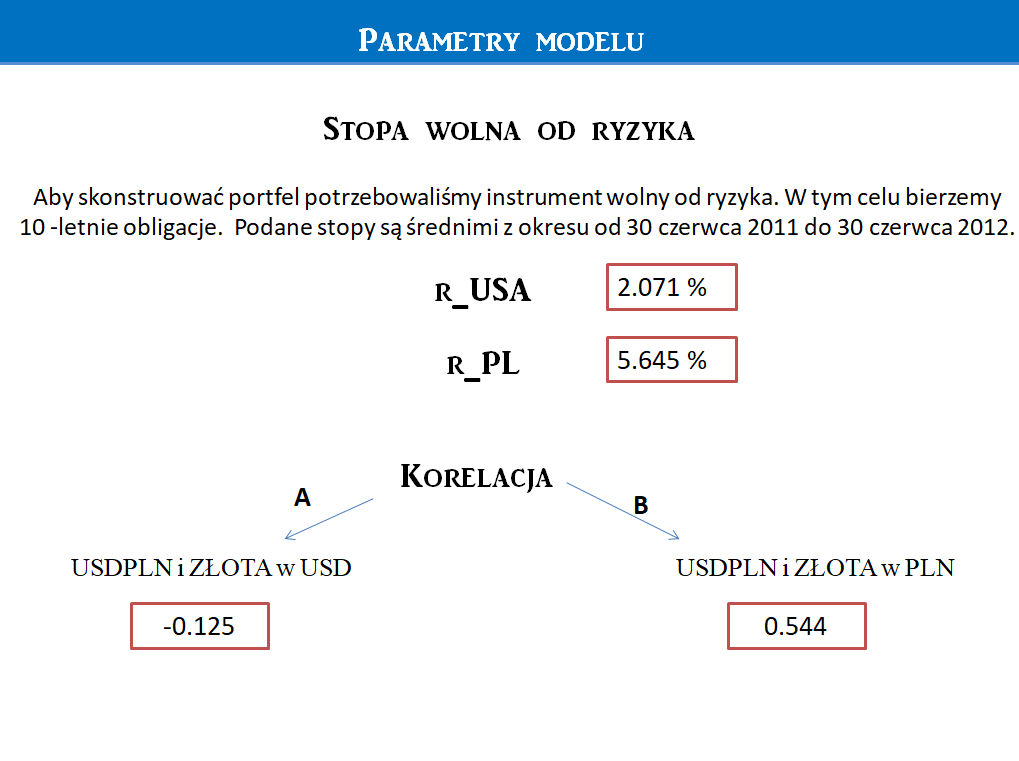 Parametry modelu
Stopa wolna od ryzyka
Aby skonstruować portfel potrzebowaliśmy instrument wolny od ryzyka. W tym celu bierzemy
10 -letnie obligacje.  Podane stopy są średnimi z okresu od 30 czerwca 2011 do 30 czerwca 2012.
r_USA 2.071 %
r_PL 5.645 %
Korelacja
A B
USDPLN i ZŁOTA w USD USDPLN i ZŁOTA w PLN
-0.125 0.544